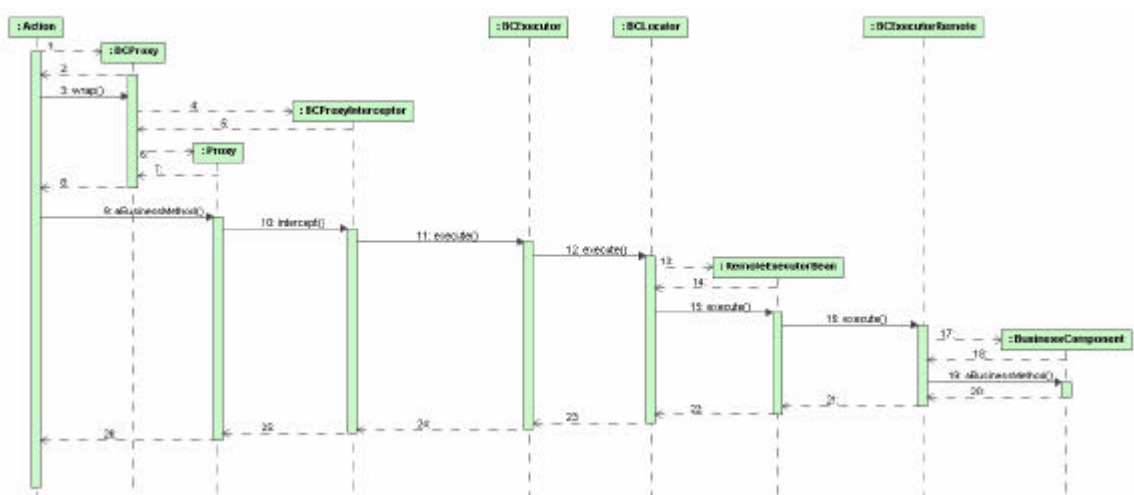 : Action
: BCExecutor
: BCLocator
: BCExecutorRemote
1:
: BCProxy
2:
3: wrap()
4:
: BCProxyInterceptor
5:
6:
: Proxy
7:
8:
9: aBusinessMethod()
10: intercept()
11: execute()
12: execute()
13:
: RemoteExecutorBean
14:
15: execute()
16: execute()
17:
: BusinessComponent
18:
19: aBusinessMethod()
20:
21:
22:
23:
24:
25:
26: